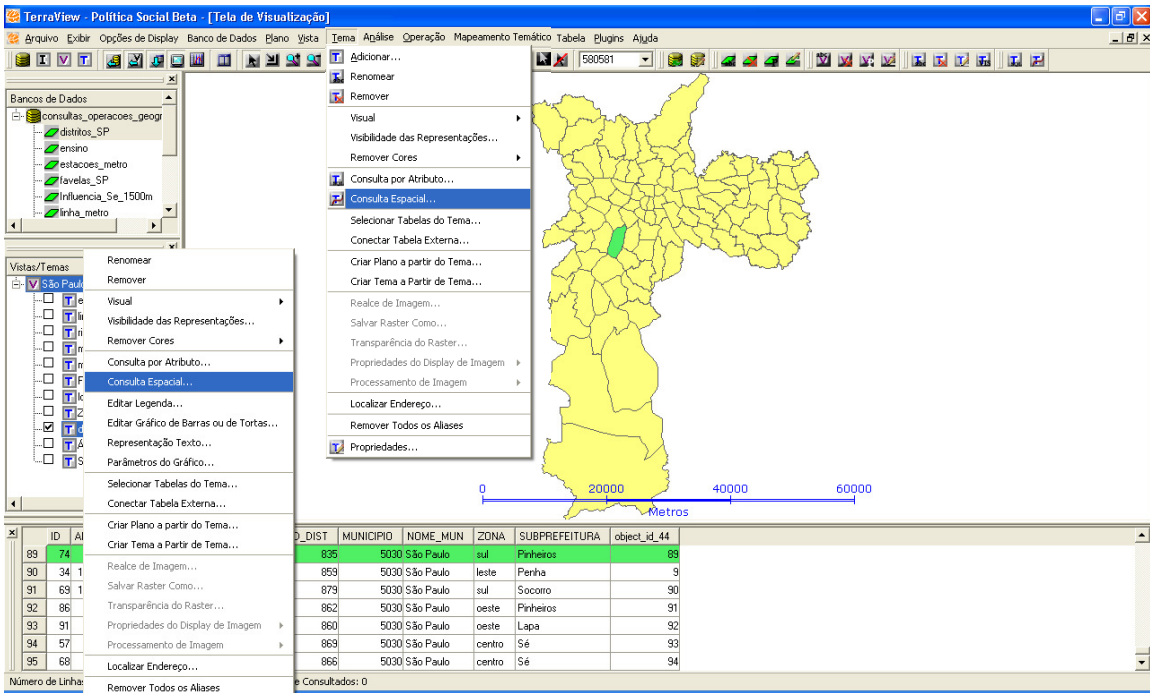 TerraView - Política Social Beta - [Tela de Visualização]
Arquivo Exibir Opções de Display Banco de Dados Plano Vista Tema Análise Operação Mapeamento Temático Tabela Plugins Ajuda
580581
Bancos de Dados
consultas_operacoes_geogr
distritos_SP
ensino
estacoes_metro
favelas_SP
Influencia_Se_1500m
linha_metro
Adicionar...
Renomear
Remover
Visual
Visibilidade das Representações...
Remover Cores
Consulta por Atributo...
Consulta Espacial...
Selecionar Tabelas do Tema...
Conectar Tabela Externa...
Criar Plano a partir do Tema...
Criar Tema a Partir de Tema...
Realce de Imagem...
Salvar Raster Como...
Transparência do Raster...
Propriedades do Display de Imagem
Processamento de Imagem
Localizar Endereço...
Remover Todos os Aliases
Propriedades...
Vistas/Temas
São Paul
Renomear
Remover
Visual
Visibilidade das Representações...
Remover Cores
Consulta por Atributo...
Consulta Espacial...
Editar Legenda...
Editar Gráfico de Barras ou de Tortas...
Representação Texto...
Parâmetros do Gráfico...
Selecionar Tabelas do Tema...
Conectar Tabela Externa...
Criar Plano a partir do Tema...
Criar Tema a Partir de Tema...
Realce de Imagem...
Salvar Raster Como...
Transparência do Raster...
Propriedades do Display de Imagem
Processamento de Imagem
Localizar Endereço...
Remover Todos os Aliases
0 20000 40000 60000
Metros
ID D_DIST MUNICIPIO NOME_MUN ZONA SUBPREFEITURA object_id_44
89 74 835 5030 São Paulo sul Pinheiros 89
90 34 1 859 5030 São Paulo leste Penha 9
91 69 1 879 5030 São Paulo sul Socorro 90
92 86 862 5030 São Paulo oeste Pinheiros 91
93 91 860 5030 São Paulo oeste Lapa 92
94 57 869 5030 São Paulo centro Sé 93
95 68 866 5030 São Paulo centro Sé 94
Número de Linha e Consultados: 0